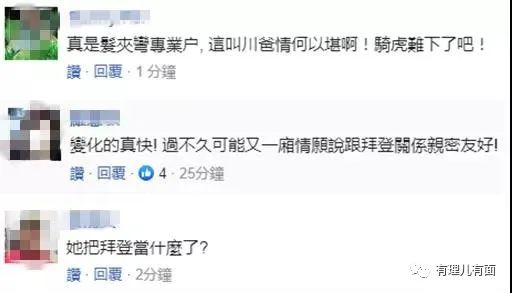 真是髮夾彎專業户, 這叫川爸情何以堪啊！騎虎難下了吧！
讚 · 回覆 · 1 分鐘
變化的真快! 過不久可能又一廂情願說跟拜登關係親密友好!
讚 · 回覆 · 4 · 25分鐘
她把拜登當什麼了?
讚 · 回覆 · 2分鐘
有理儿有面